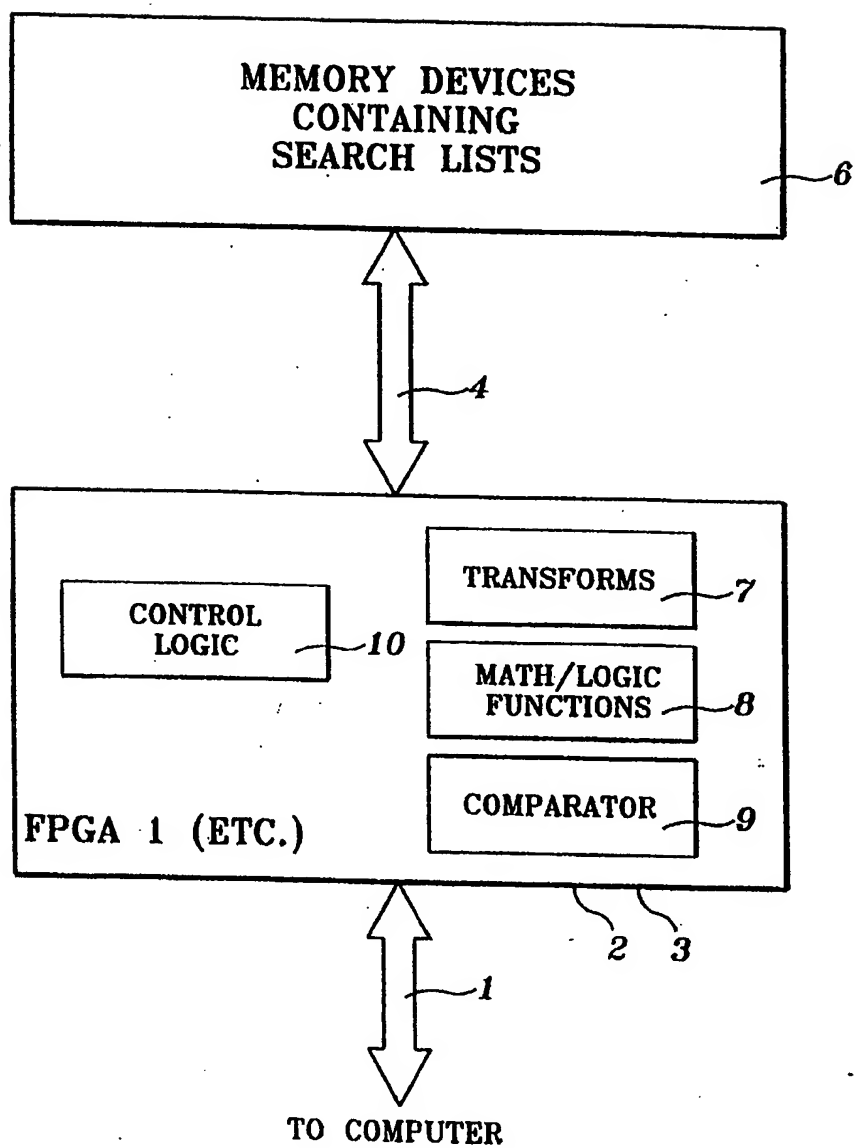 MEMORY DEVICES
CONTAINING
SEARCH LISTS
6
4
TRANSFORMS
7
CONTROL
LOGIC
10
MATH/LOGIC
FUNCTIONS
8
COMPARATOR
9
FPGA 1 (ETC.)
2
3
1
TO COMPUTER